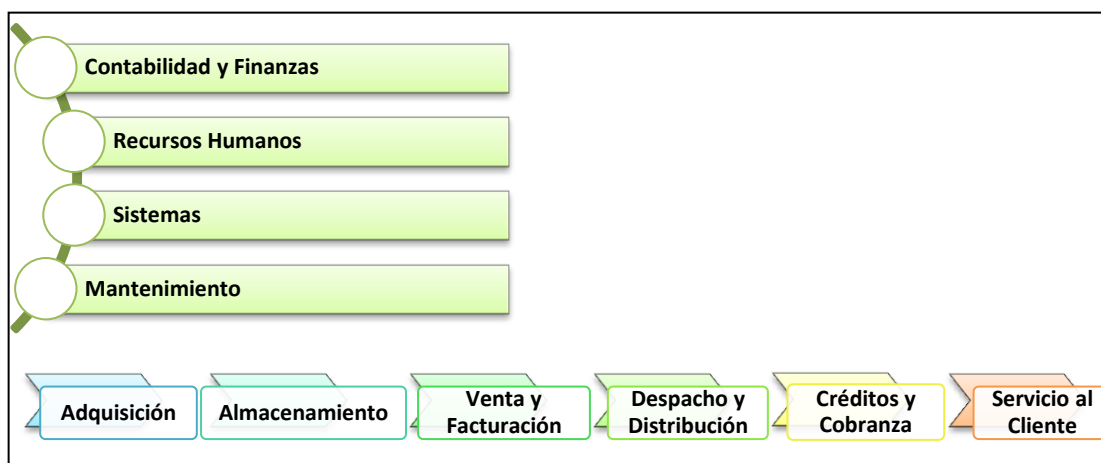 Contabilidad y Finanzas
Recursos Humanos
Sistemas
Mantenimiento
Adquisición
Almacenamiento
Venta y
Facturación
Despacho y
Distribución
Créditos y
Cobranza
Servicio al
Cliente